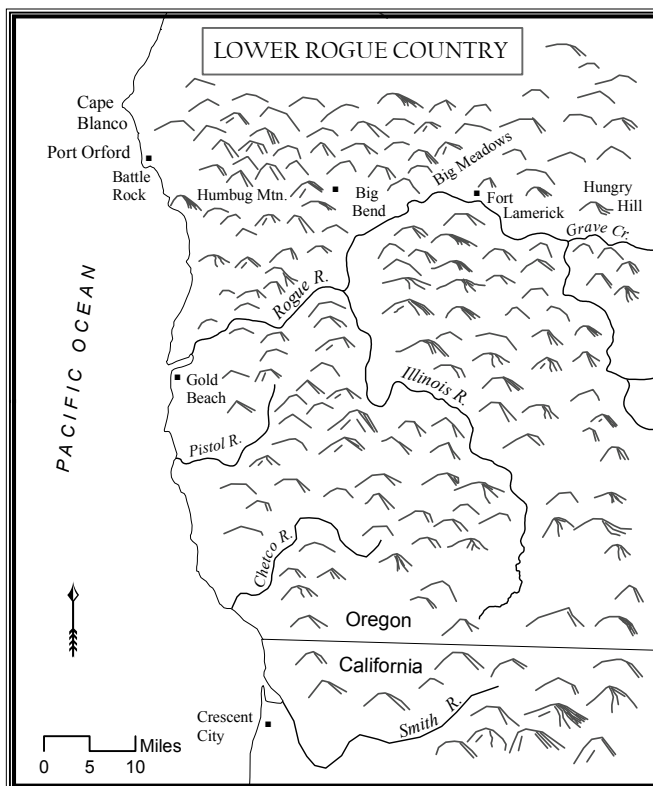 LOWER ROGUE COUNTRY
Cape
Blanco
Port Orford
Battle
Rock
Humbug Mtn.
Big
Bend
Big Meadows
Fort
Lamerick
Hungry
Hill
Grave Cr.
Rogue R.
PACIFIC OCEAN
Gold
Beach
Illinois R.
Pistol R.
Chetco R.
Oregon
California
Crescent
City
Smith R.
Miles
0 5 10